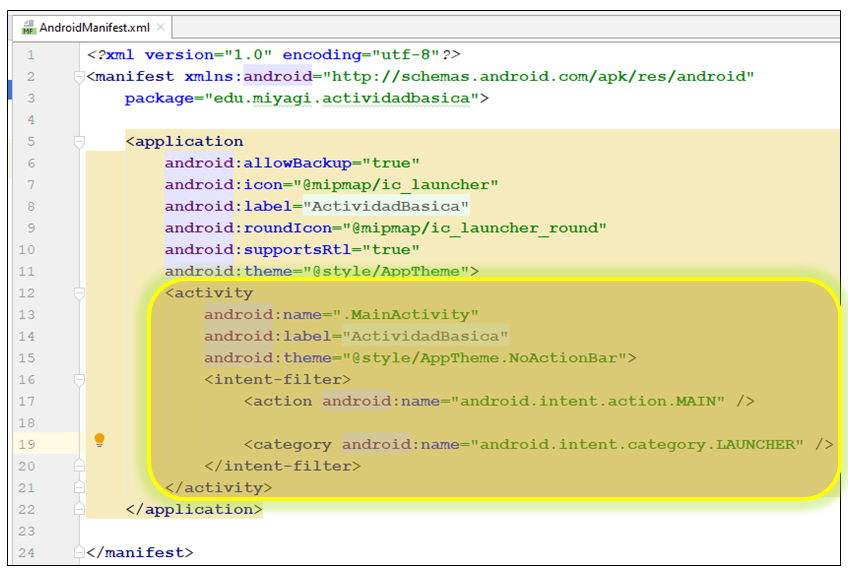 AndroidManifest.xml
1 <?xml version="1.0" encoding="utf-8"?>
2 <manifest xmlns:android="http://schemas.android.com/apk/res/android"
3 package="edu.miyagi.actividadbasica">
4
5 <application
6 android:allowBackup="true"
7 android:icon="@mipmap/ic_launcher"
8 android:label="ActividadBasica"
9 android:roundIcon="@mipmap/ic_launcher_round"
10 android:supportsRtl="true"
11 android:theme="@style/AppTheme">
12 <activity
13 android:name=".MainActivity"
14 android:label="ActividadBasica"
15 android:theme="@style/AppTheme.NoActionBar">
16 <intent-filter>
17 <action android:name="android.intent.action.MAIN" />
18
19 <category android:name="android.intent.category.LAUNCHER" />
20 </intent-filter>
21 </activity>
22 </application>
23
24 </manifest>